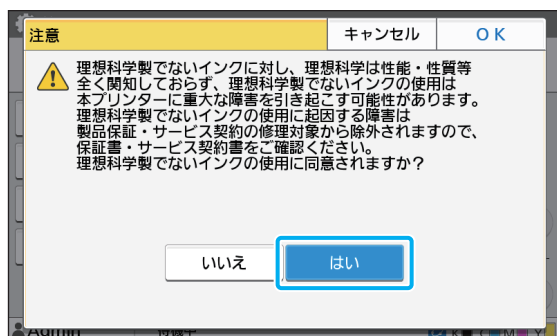 注意
キャンセル
OK
理想科学製でないインクに対し、理想科学は性能・性質等
全く関知しておらず、理想科学製でないインクの使用は
本プリンターに重大な障害を引き起こす可能性があります。
理想科学製でないインクの使用に起因する障害は
製品保証・サービス契約の修理対象から除外されますので、
保証書・サービス契約書をご確認ください。
理想科学製でないインクの使用に同意されますか？
いいえ
はい
Admin
待機中
K C M Y